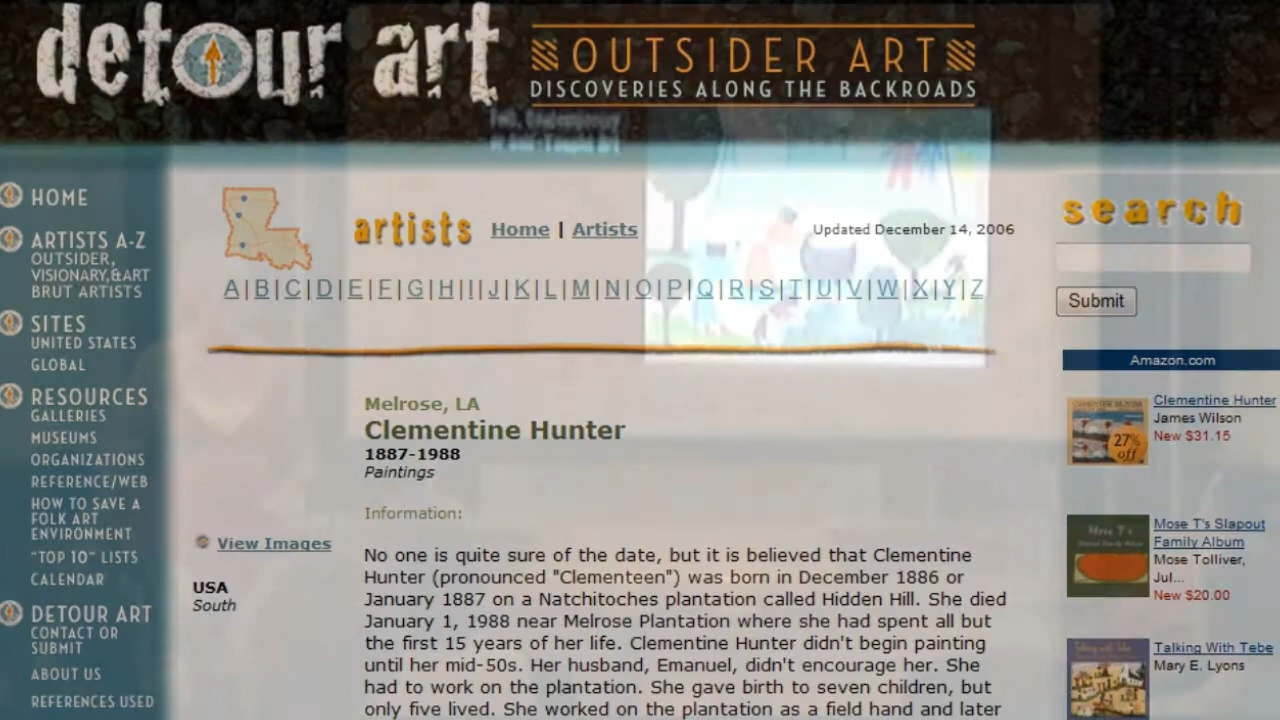 detour art
OUTSIDER ART
DISCOVERIES ALONG THE BACKROADS
HOME
ARTISTS A-Z
OUTSIDER,
VISIONARY,&ART
BRUT ARTISTS
SITES
UNITED STATES
GLOBAL
RESOURCES
GALLERIES
MUSEUMS
ORGANIZATIONS
REFERENCE/WEB
HOW TO SAVE A
FOLK ART
ENVIRONMENT
"TOP 10" LISTS
CALENDAR
DETOUR ART
CONTACT OR
SUBMIT
ABOUT US
REFERENCES USED
artists Home | Artists
Updated December 14, 2006
A|B|C|D|E|F|G|H|I|J|K|L|M|N|O|P|Q|R|S|T|U|V|W|X|Y|Z
View Images
USA
South
Melrose, LA
Clementine Hunter
1887-1988
Paintings
Information:
No one is quite sure of the date, but it is believed that Clementine
Hunter (pronounced "Clementeen") was born in December 1886 or
January 1887 on a Natchitoches plantation called Hidden Hill. She died
January 1, 1988 near Melrose Plantation where she had spent all but
the first 15 years of her life. Clementine Hunter didn't begin painting
until her mid-50s. Her husband, Emanuel, didn't encourage her. She
had to work on the plantation. She gave birth to seven children, but
only five lived. She worked on the plantation as a field hand and later
search
Submit
Amazon.com
Clementine Hunter
James Wilson
New $31.15
27%
off
Mose T's Slapout
Family Album
Mose Tolliver,
Jul...
New $20.00
Mose T's
Talking With Tebe
Mary E. Lyons